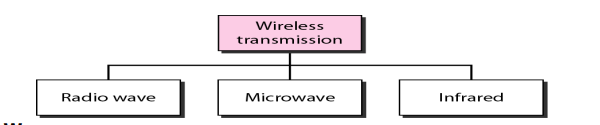 Wireless
transmission
Radio wave
Microwave
Infrared